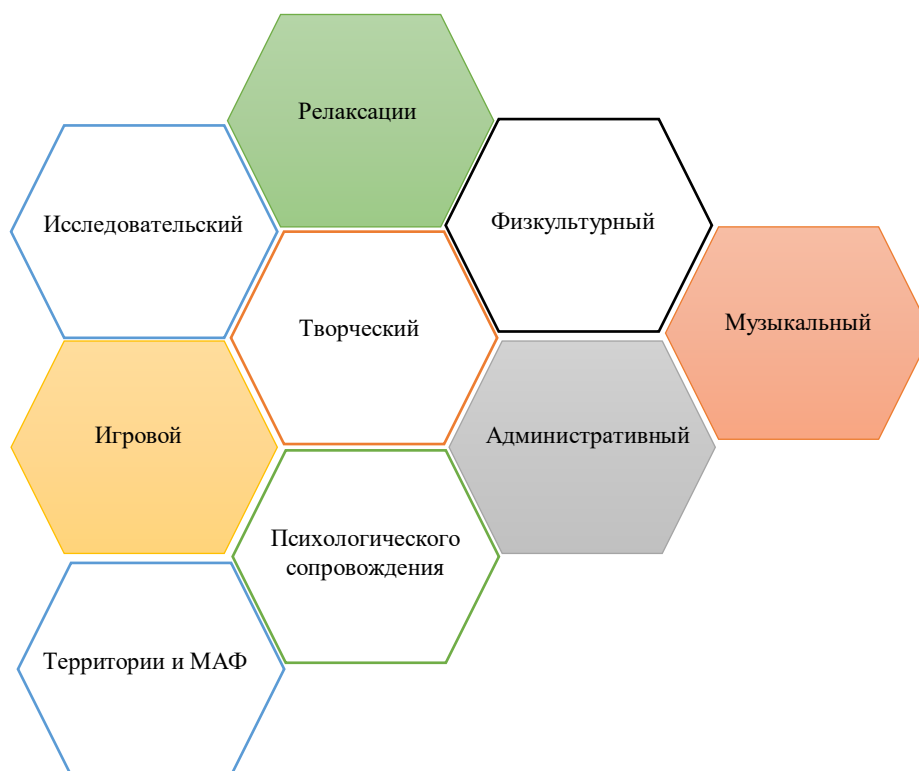 Релаксации
Исследовательский
Физкультурный
Творческий
Музыкальный
Игровой
Административный
Психологического
сопровождения
Территории и МАФ